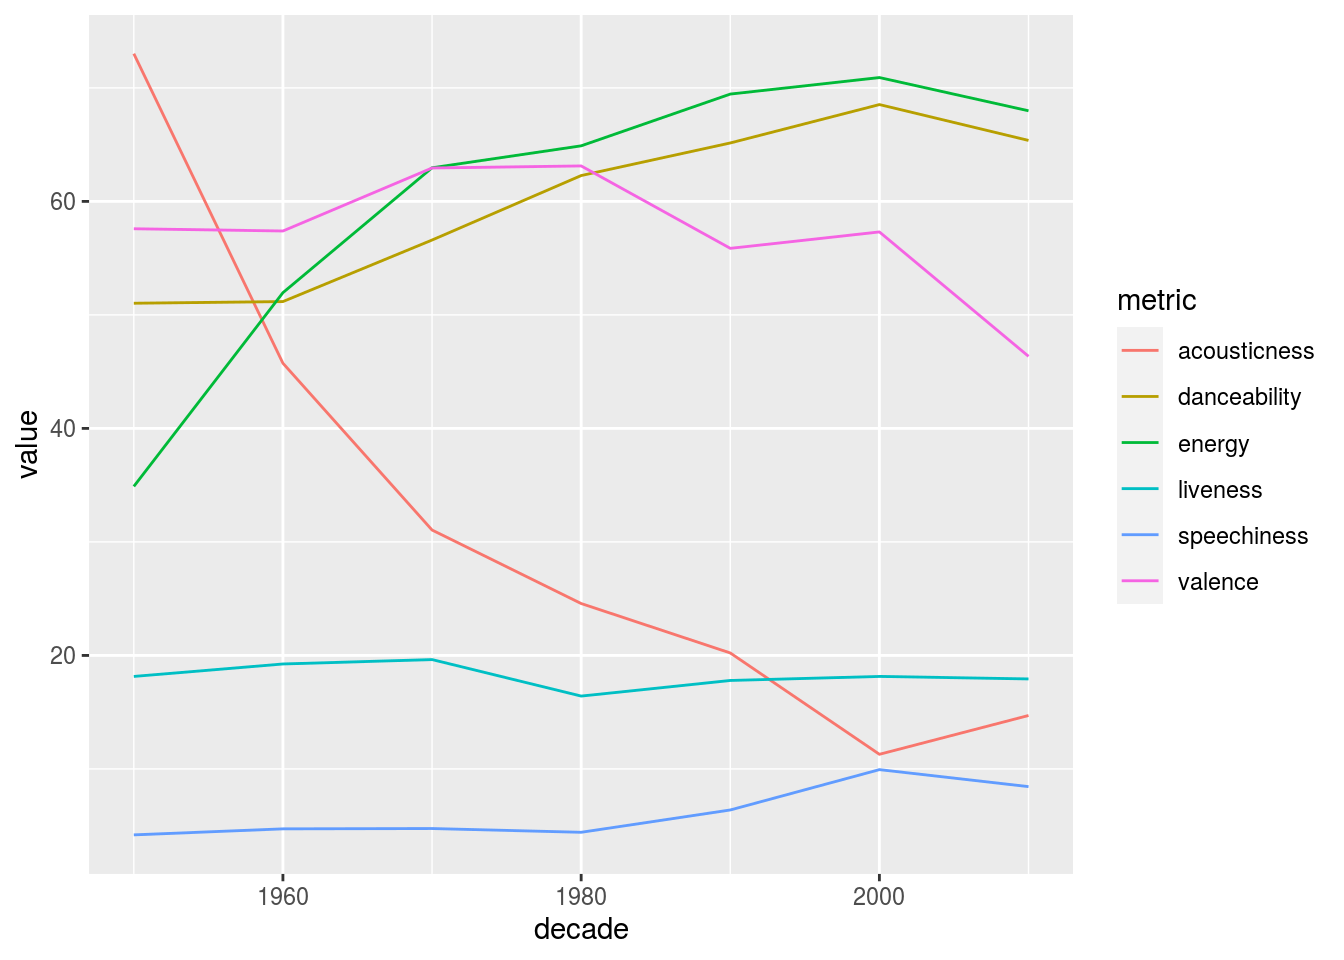 60
40
20
value
1960
1980
2000
decade
metric
acousticness
danceability
energy
liveness
speechiness
valence